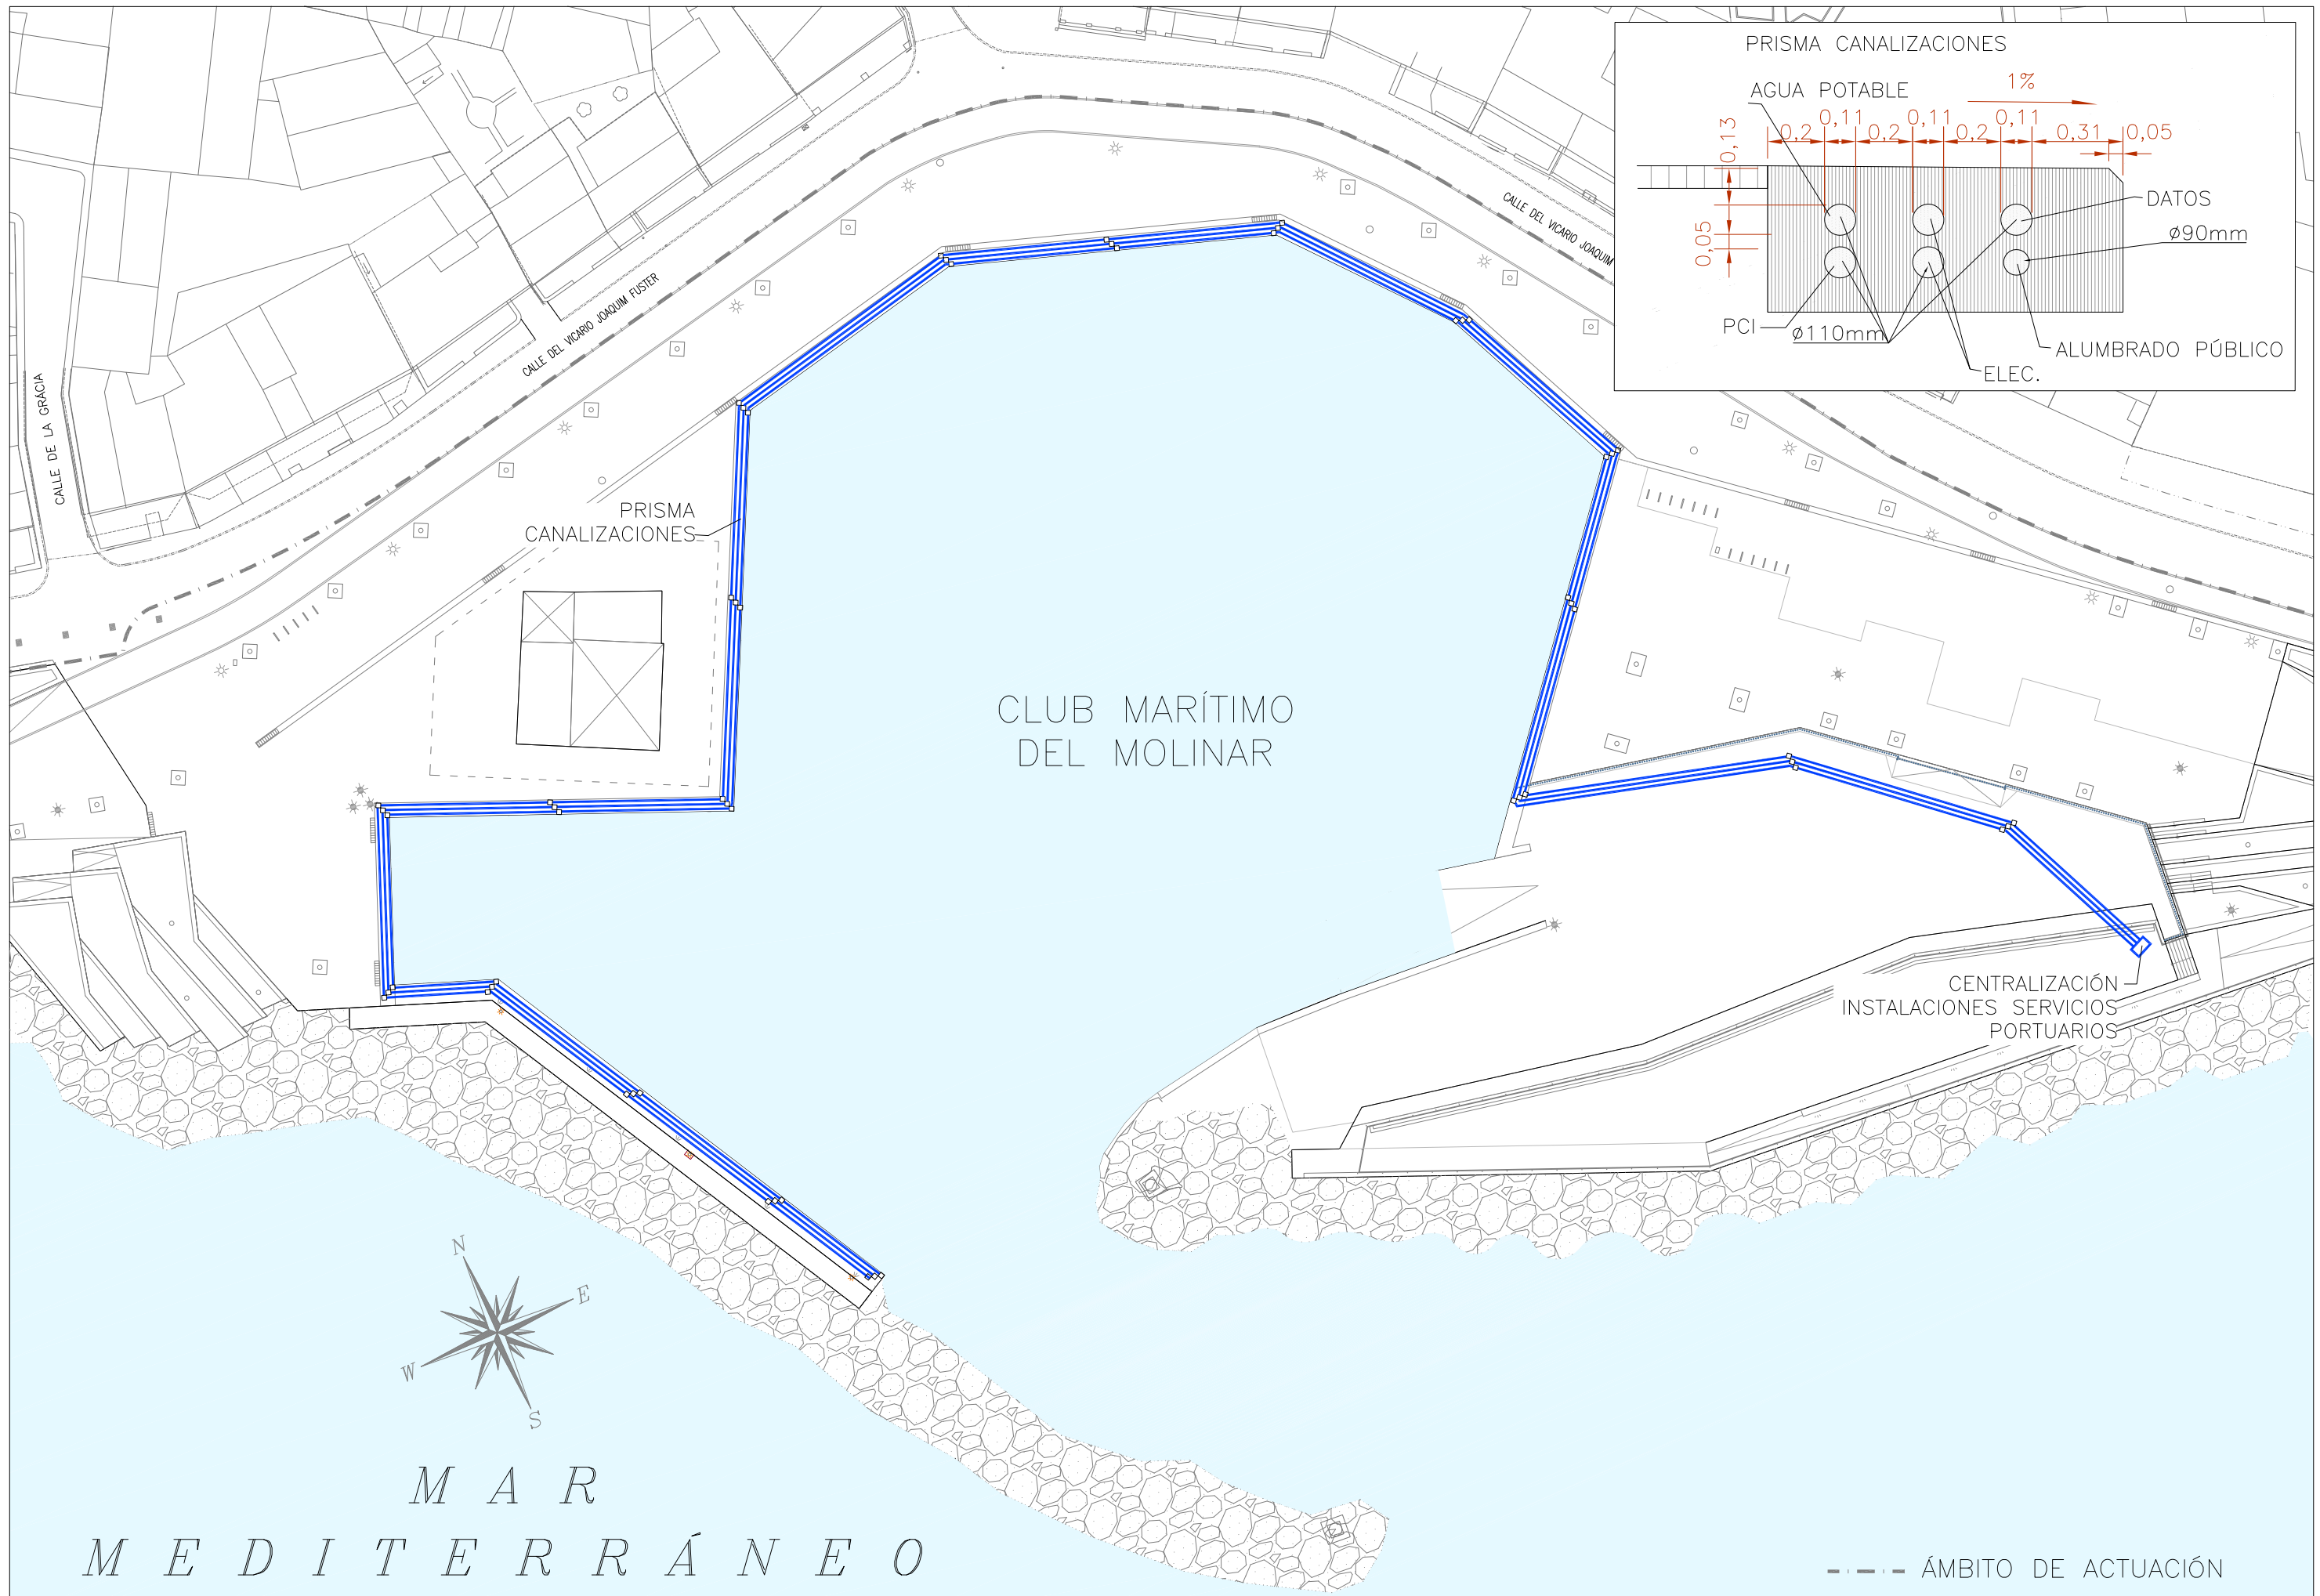 PRISMA CANALIZACIONES
AGUA POTABLE
1%
0,13
0,2
0,11
0,2
0,11
0,2
0,11
0,31
0,05
0,05
DATOS
ø90mm
PCI
ø110mm
ALUMBRADO PÚBLICO
ELEC.
CALLE DEL VICARIO JOAQUIM
CALLE DEL VICARIO JOAQUIM FUSTER
CALLE DE LA GRÀCIA
PRISMA
CANALIZACIONES
CLUB MARÍTIMO
DEL MOLINAR
CENTRALIZACIÓN
INSTALACIONES SERVICIOS
PORTUARIOS
N
E
W
S
MAR
MEDITERRÁNEO
ÁMBITO DE ACTUACIÓN